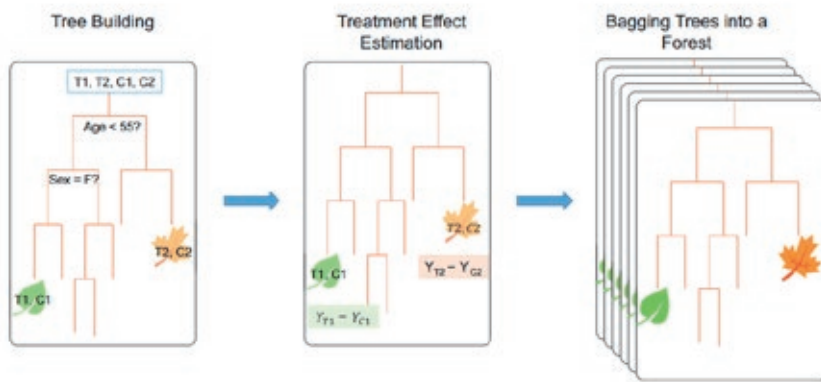 Tree Building
T1, T2, C1, C2
Age < 55?
Sex = F?
T2, C2
T1, C1
Treatment Effect
Estimation
T2, C2
T1, C1
Y_T2 − Y_C2
Y_T1 − Y_C1
Bagging Trees into a
Forest